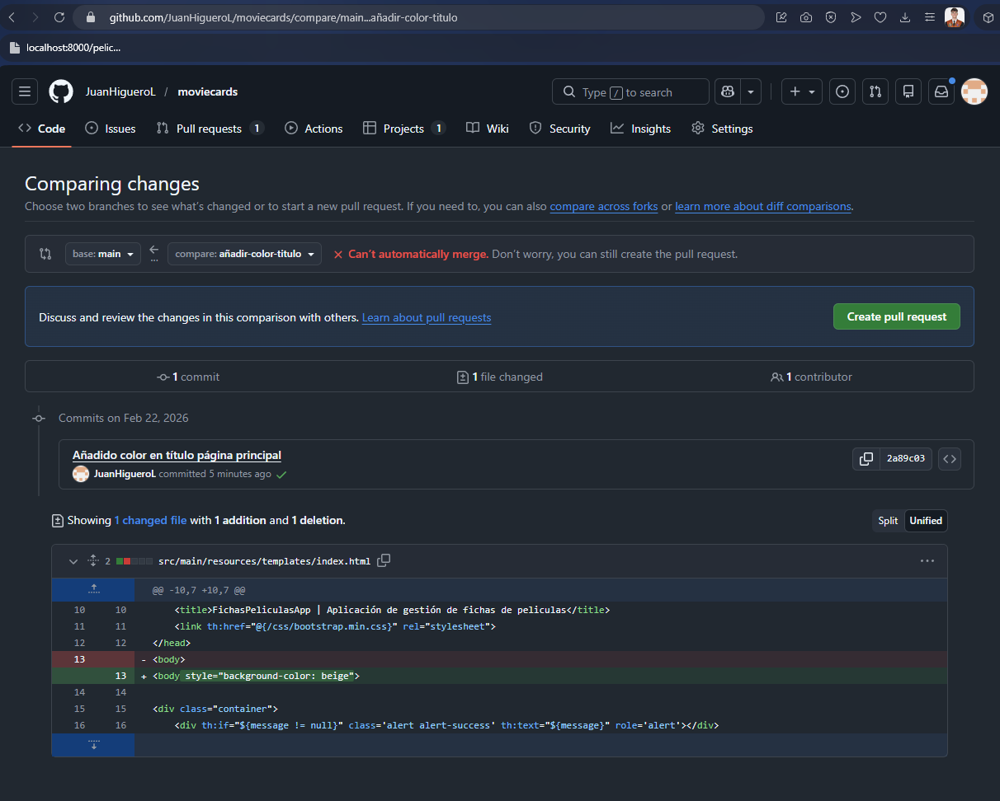 github.com/JuanHigueroL/moviecards/compare/main...añadir-color-titulo
localhost:8000/pelic...
JuanHigueroL / moviecards
Type / to search
Code Issues Pull requests 1 Actions Projects 1 Wiki Security Insights Settings
Comparing changes
Choose two branches to see what's changed or to start a new pull request. If you need to, you can also compare across forks or learn more about diff comparisons.
base: main ... compare: añadir-color-titulo Can't automatically merge. Don't worry, you can still create the pull request.
Discuss and review the changes in this comparison with others. Learn about pull requests Create pull request
1 commit 1 file changed 1 contributor
Commits on Feb 22, 2026
Añadido color en título página principal
JuanHigueroL committed 5 minutes ago
2a89c03
Showing 1 changed file with 1 addition and 1 deletion. Split Unified
2 src/main/resources/templates/index.html
@@ -10,7 +10,7 @@
10 10 <title>FichasPeliculasApp | Aplicación de gestión de fichas de peliculas</title>
11 11 <link th:href="@{/css/bootstrap.min.css}" rel="stylesheet">
12 12 </head>
13 - <body>
13 + <body style="background-color: beige">
14 14
15 15 <div class="container">
16 16 <div th:if="${message != null}" class='alert alert-success' th:text="${message}" role='alert'></div>